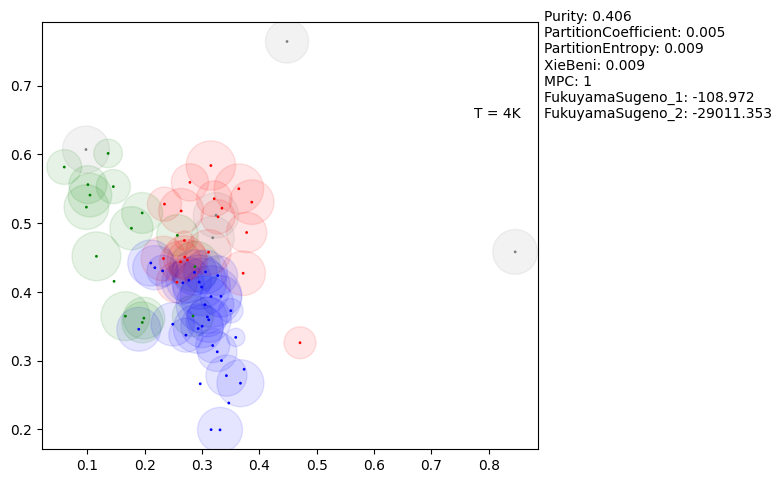 Purity: 0.406
PartitionCoefficient: 0.005
PartitionEntropy: 0.009
XieBeni: 0.009
MPC: 1
FukuyamaSugeno_1: -108.972
FukuyamaSugeno_2: -29011.353
T = 4K
0.7
0.6
0.5
0.4
0.3
0.2
0.1 0.2 0.3 0.4 0.5 0.6 0.7 0.8